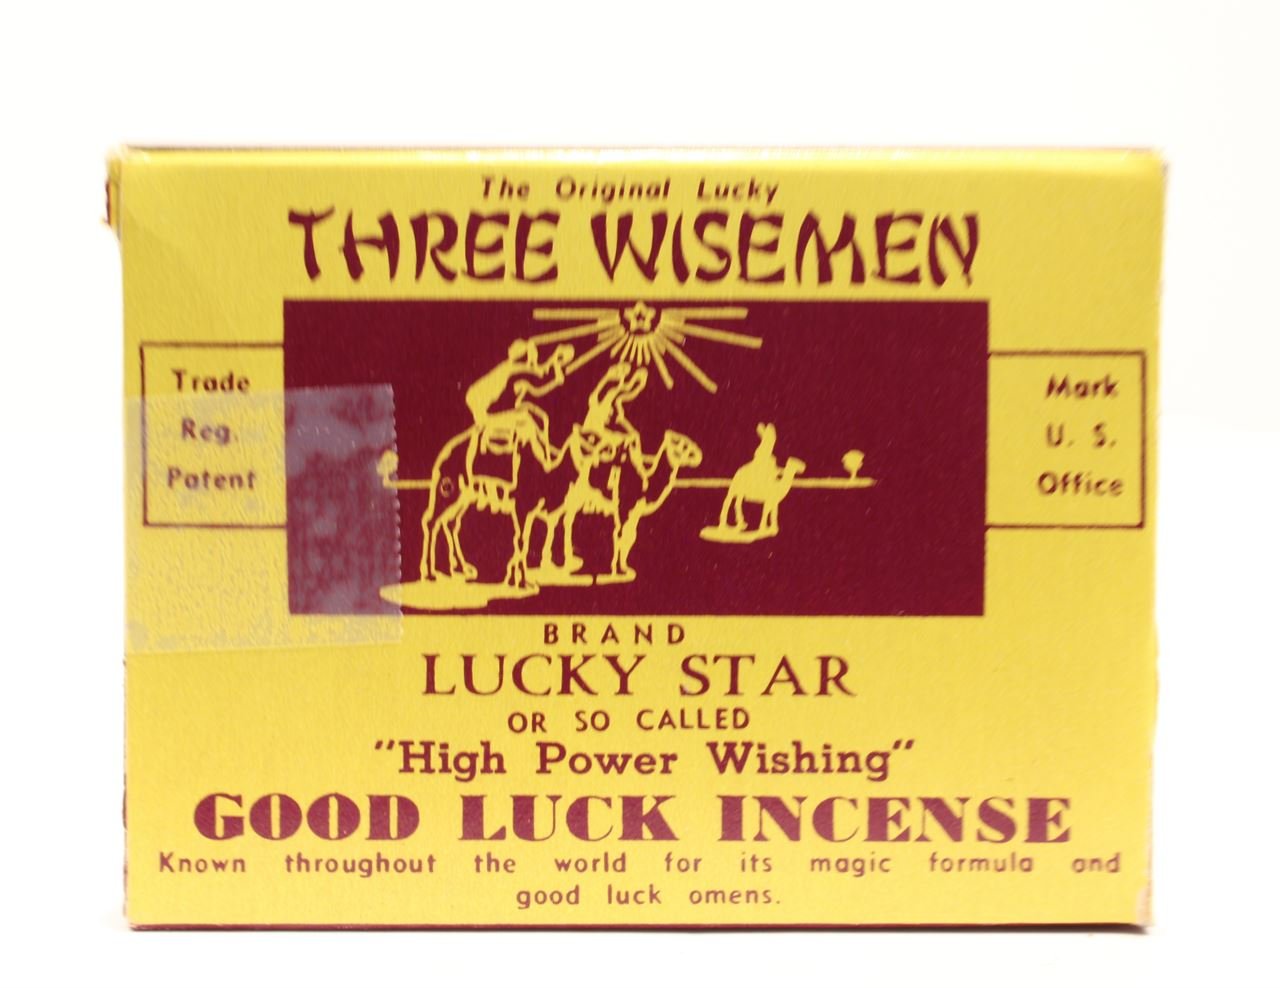 The Original Lucky
THREE WISEMEN
Trade
Reg.
Patent
Mark
U. S.
Office
BRAND
LUCKY STAR
OR SO CALLED
"High Power Wishing"
GOOD LUCK INCENSE
Known throughout the world for its magic formula and
good luck omens.